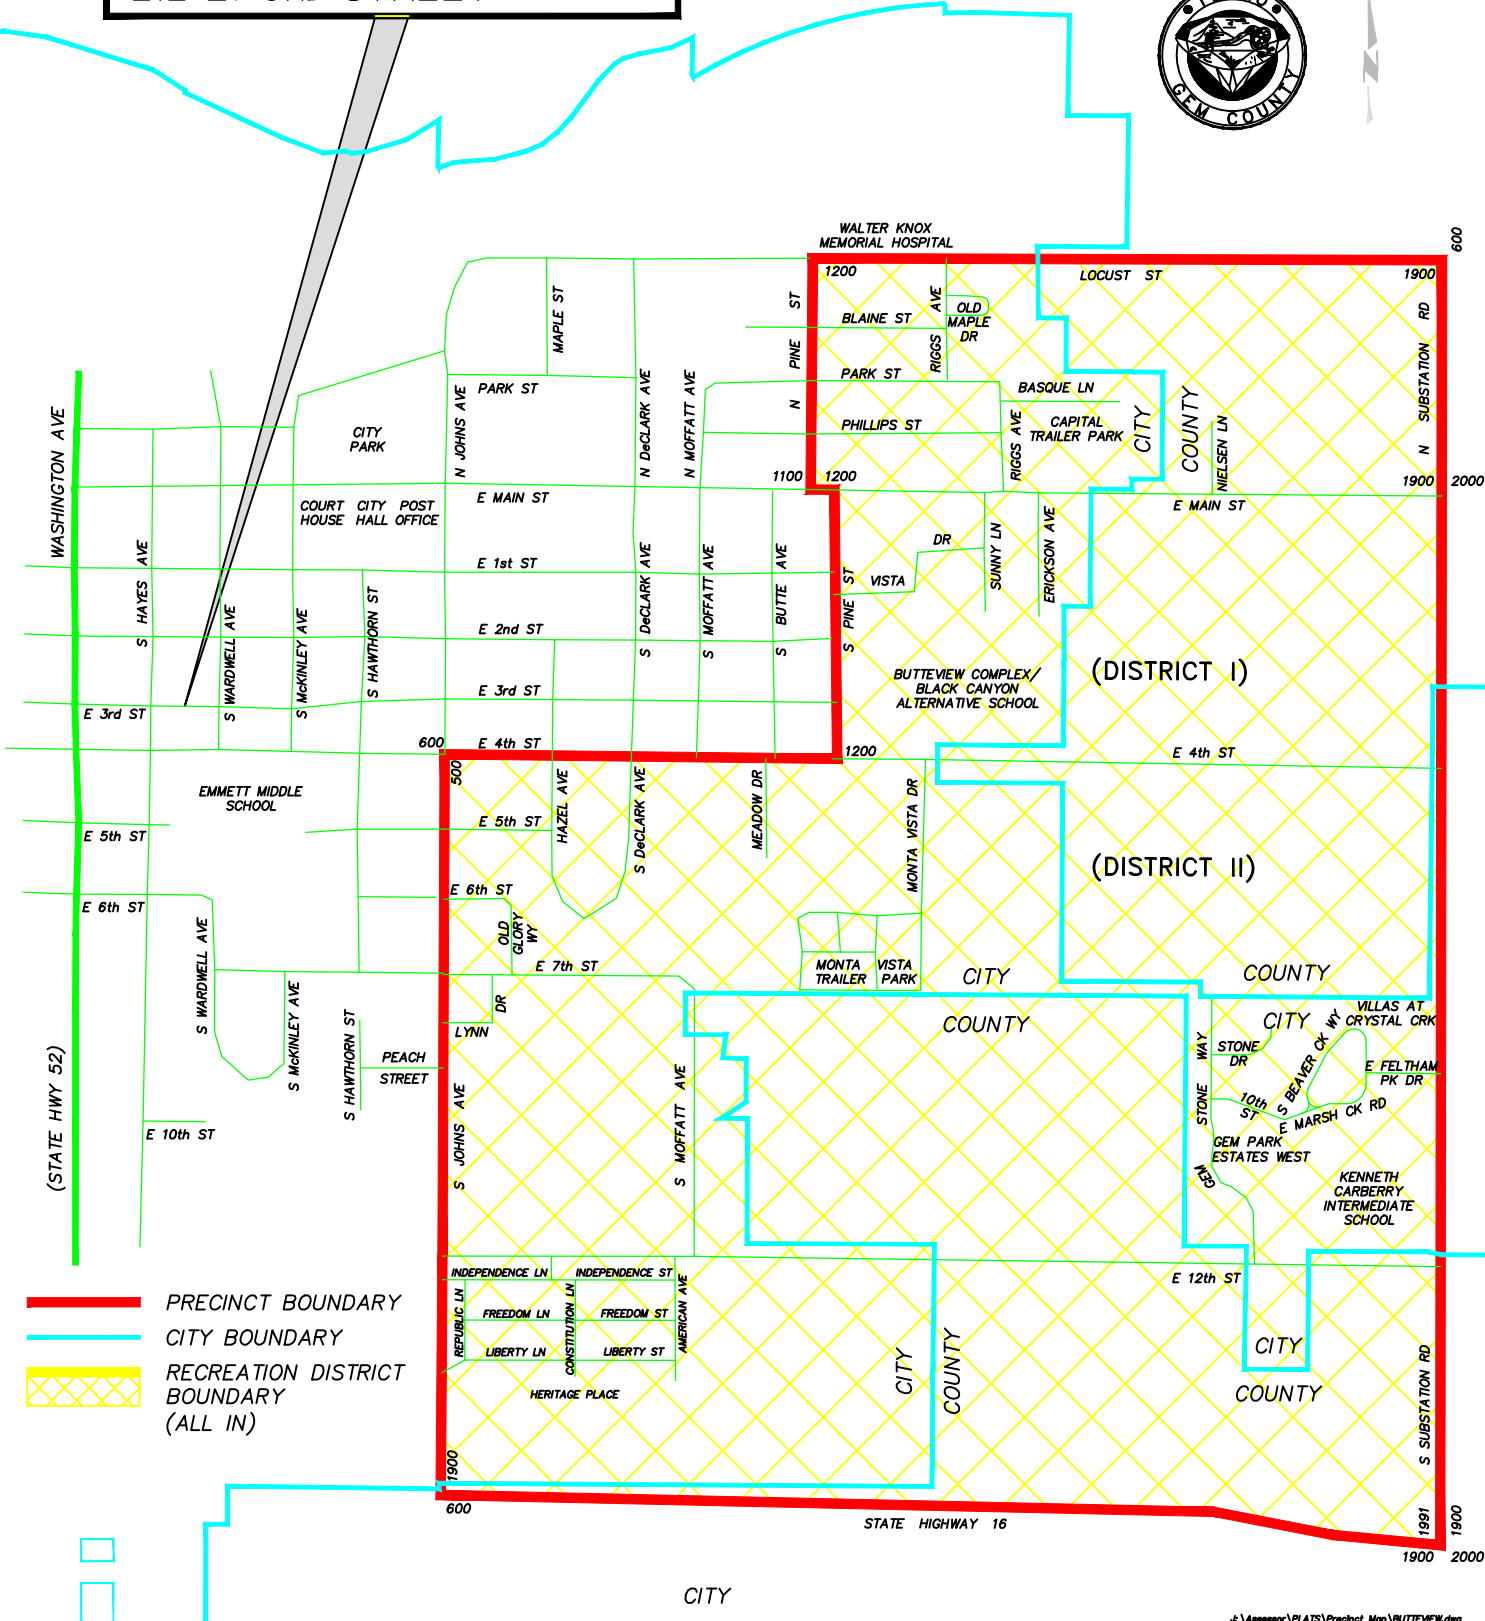 GEM COUNTY
N
WALTER KNOX
MEMORIAL HOSPITAL
600
1200
LOCUST ST
1900
N PINE ST
BLAINE ST
RIGGS AVE
OLD
MAPLE
DR
N SUBSTATION RD
MAPLE ST
PARK ST
PARK ST
BASQUE LN
PHILLIPS ST
RIGGS AVE
CAPITAL
TRAILER PARK
CITY
COUNTY
NIELSEN LN
WASHINGTON AVE
CITY
PARK
N JOHNS AVE
N DeCLARK AVE
N MOFFATT AVE
1100
1200
1900
2000
COURT CITY POST
HOUSE HALL OFFICE
E MAIN ST
E MAIN ST
S HAYES AVE
E 1st ST
DR
VISTA
SUNNY LN
ERICKSON AVE
S WARDWELL AVE
S McKINLEY AVE
S HAWTHORN ST
E 2nd ST
S DeCLARK AVE
S MOFFATT AVE
S BUTTE AVE
S PINE ST
BUTTEVIEW COMPLEX/
BLACK CANYON
ALTERNATIVE SCHOOL
(DISTRICT I)
E 3rd ST
E 3rd ST
600
E 4th ST
1200
E 4th ST
500
EMMETT MIDDLE
SCHOOL
E 5th ST
E 5th ST
HAZEL AVE
S DeCLARK AVE
MEADOW DR
MONTA VISTA DR
(DISTRICT II)
E 6th ST
E 6th ST
OLD
GLORY
WY
S WARDWELL AVE
E 7th ST
MONTA VISTA
TRAILER PARK
CITY
COUNTY
COUNTY
S McKINLEY AVE
S HAWTHORN ST
LYNN DR
PEACH
STREET
CITY
VILLAS AT
CRYSTAL CRK
STONE
DR
S BEAVER CK WY
E FELTHAM
PK DR
10th
ST
E MARSH CK RD
GEM STONE WAY
GEM PARK
ESTATES WEST
(STATE HWY 52)
E 10th ST
S JOHNS AVE
S MOFFATT AVE
KENNETH
CARBERRY
INTERMEDIATE
SCHOOL
E 12th ST
INDEPENDENCE LN
INDEPENDENCE ST
REPUBLIC LN
FREEDOM LN
CONSTITUTION LN
FREEDOM ST
AMERICAN AVE
LIBERTY LN
LIBERTY ST
HERITAGE PLACE
CITY
COUNTY
CITY
COUNTY
S SUBSTATION RD
PRECINCT BOUNDARY
CITY BOUNDARY
RECREATION DISTRICT
BOUNDARY
(ALL IN)
1900
600
STATE HIGHWAY 16
1991
1900
1900
2000
CITY